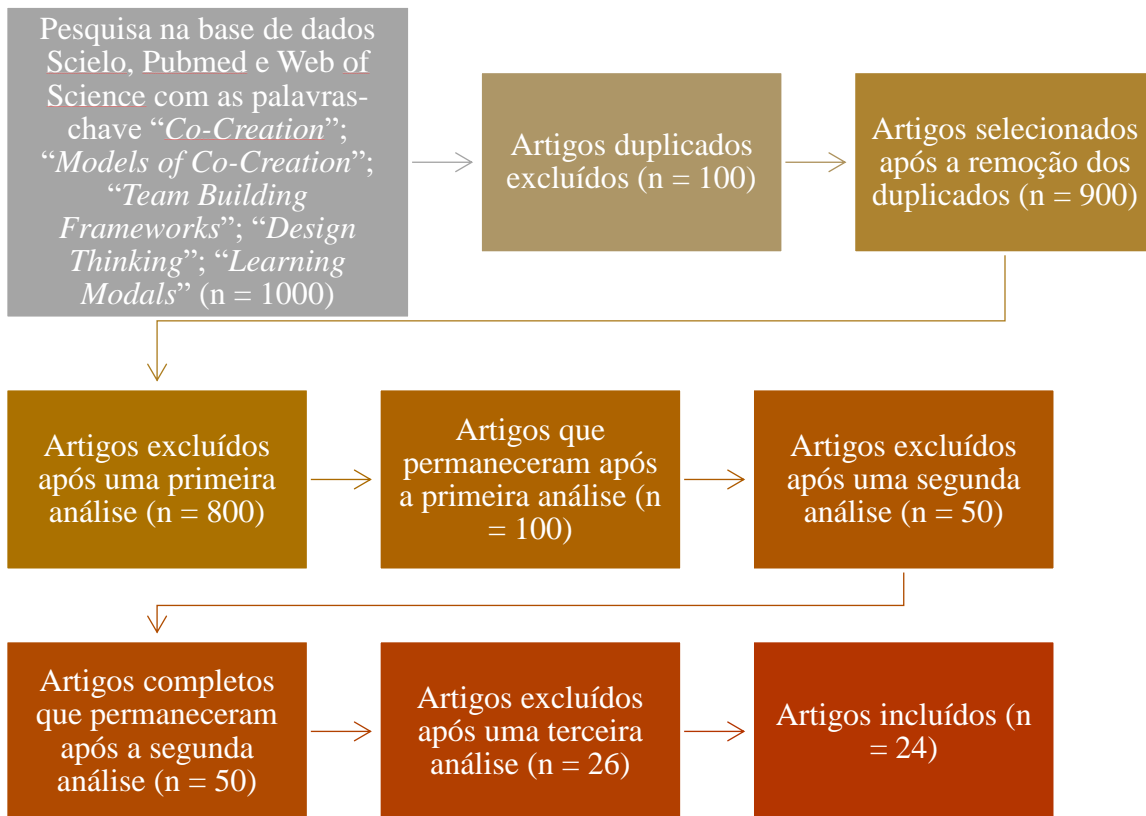 Pesquisa na base de dados
Scielo, Pubmed e Web of
Science com as palavras-
chave “Co-Creation”;
“Models of Co-Creation”;
“Team Building
Frameworks”; “Design
Thinking”; “Learning
Modals” (n = 1000)
Artigos duplicados
excluídos (n = 100)
Artigos selecionados
após a remoção dos
duplicados (n = 900)
Artigos excluídos
após uma primeira
análise (n = 800)
Artigos que
permaneceram após
a primeira análise (n
= 100)
Artigos excluídos
após uma segunda
análise (n = 50)
Artigos completos
que permaneceram
após a segunda
análise (n = 50)
Artigos excluídos
após uma terceira
análise (n = 26)
Artigos incluídos (n
= 24)